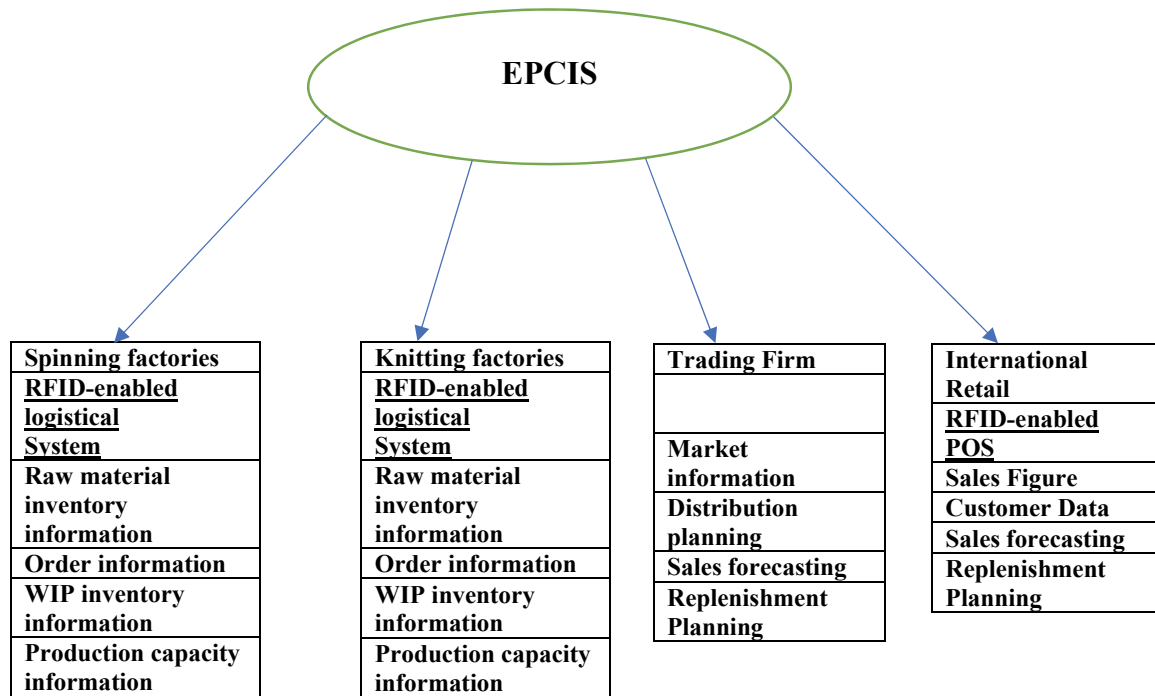 EPCIS
Spinning factories
RFID-enabled
logistical
System
Raw material
inventory
information
Order information
WIP inventory
information
Production capacity
information
Knitting factories
RFID-enabled
logistical
System
Raw material
inventory
information
Order information
WIP inventory
information
Production capacity
information
Trading Firm
Market
information
Distribution
planning
Sales forecasting
Replenishment
Planning
International
Retail
RFID-enabled
POS
Sales Figure
Customer Data
Sales forecasting
Replenishment
Planning